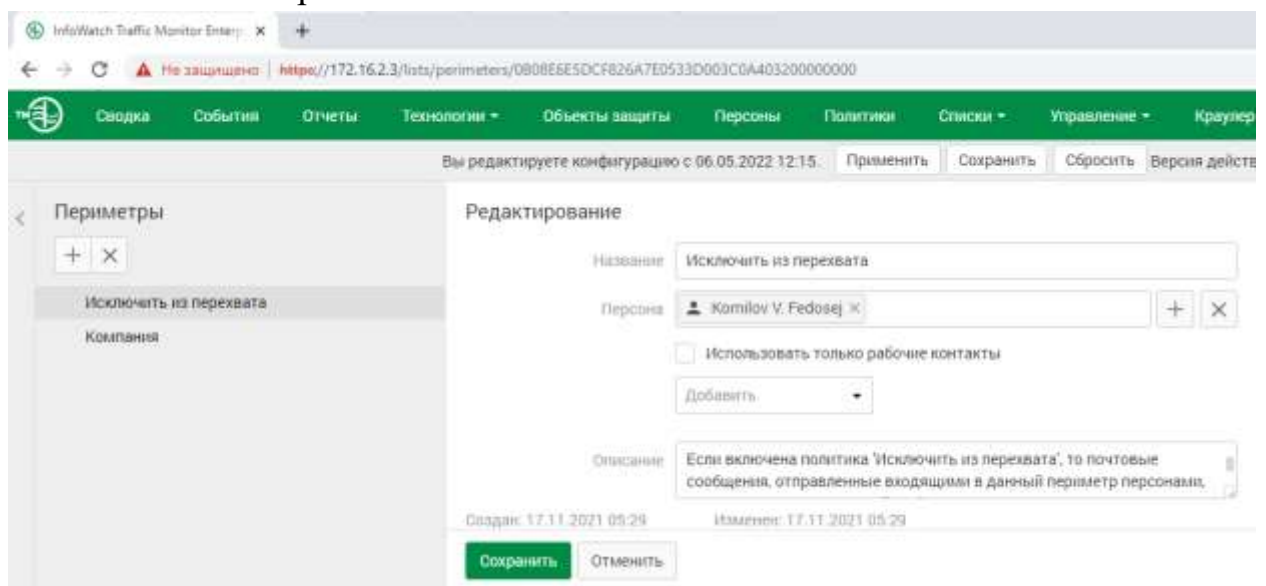 InfoWatch Traffic Monitor Enterp
Не защищено | https://172.16.2.3/lists/perimeters/0B08E6E5DCF826A7E0533D003C0A403200000000
Сводка События Отчеты Технологии Объекты защиты Персоны Политики Списки Управление Краулер
Вы редактируете конфигурацию с 06.05.2022 12:15. Применить Сохранить Сбросить Версия действ
Периметры
Редактирование
Название Исключить из перехвата
Исключить из перехвата
Персона Komilov V. Fedosej
Компания
Использовать только рабочие контакты
Добавить
Описание Если включена политика 'Исключить из перехвата', то почтовые
сообщения, отправленные входящими в данный периметр персонами,
Создан: 17.11.2021 05:29 Изменен: 17.11.2021 05:29
Сохранить Отменить